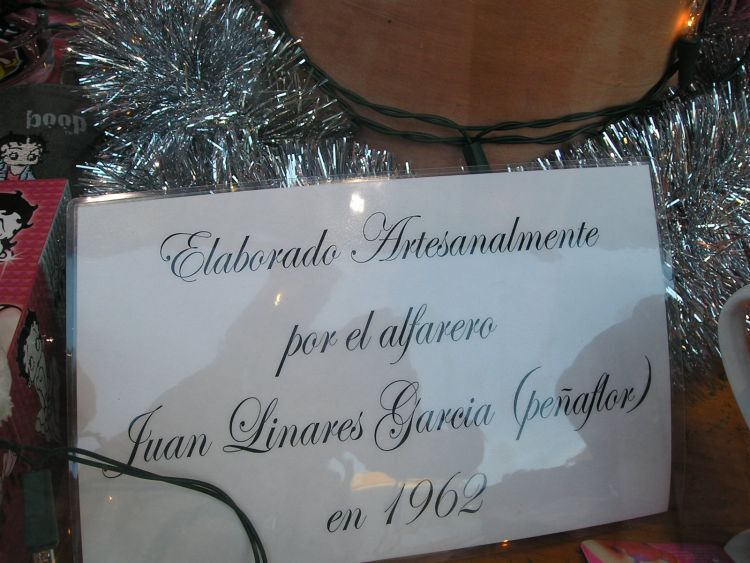 boop
Elaborado Artesanalmente
por el alfarero
Juan Linares Garcia (peñaflor)
en 1962